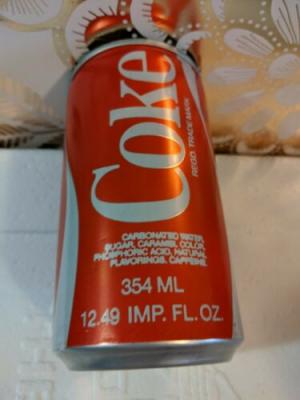 Coke
REGD. TRADE MARK
CARBONATED WATER,
SUGAR, CARAMEL COLOR,
PHOSPHORIC ACID, NATURAL
FLAVORINGS, CAFFEINE.
354 ML
12.49 IMP. FL. OZ.